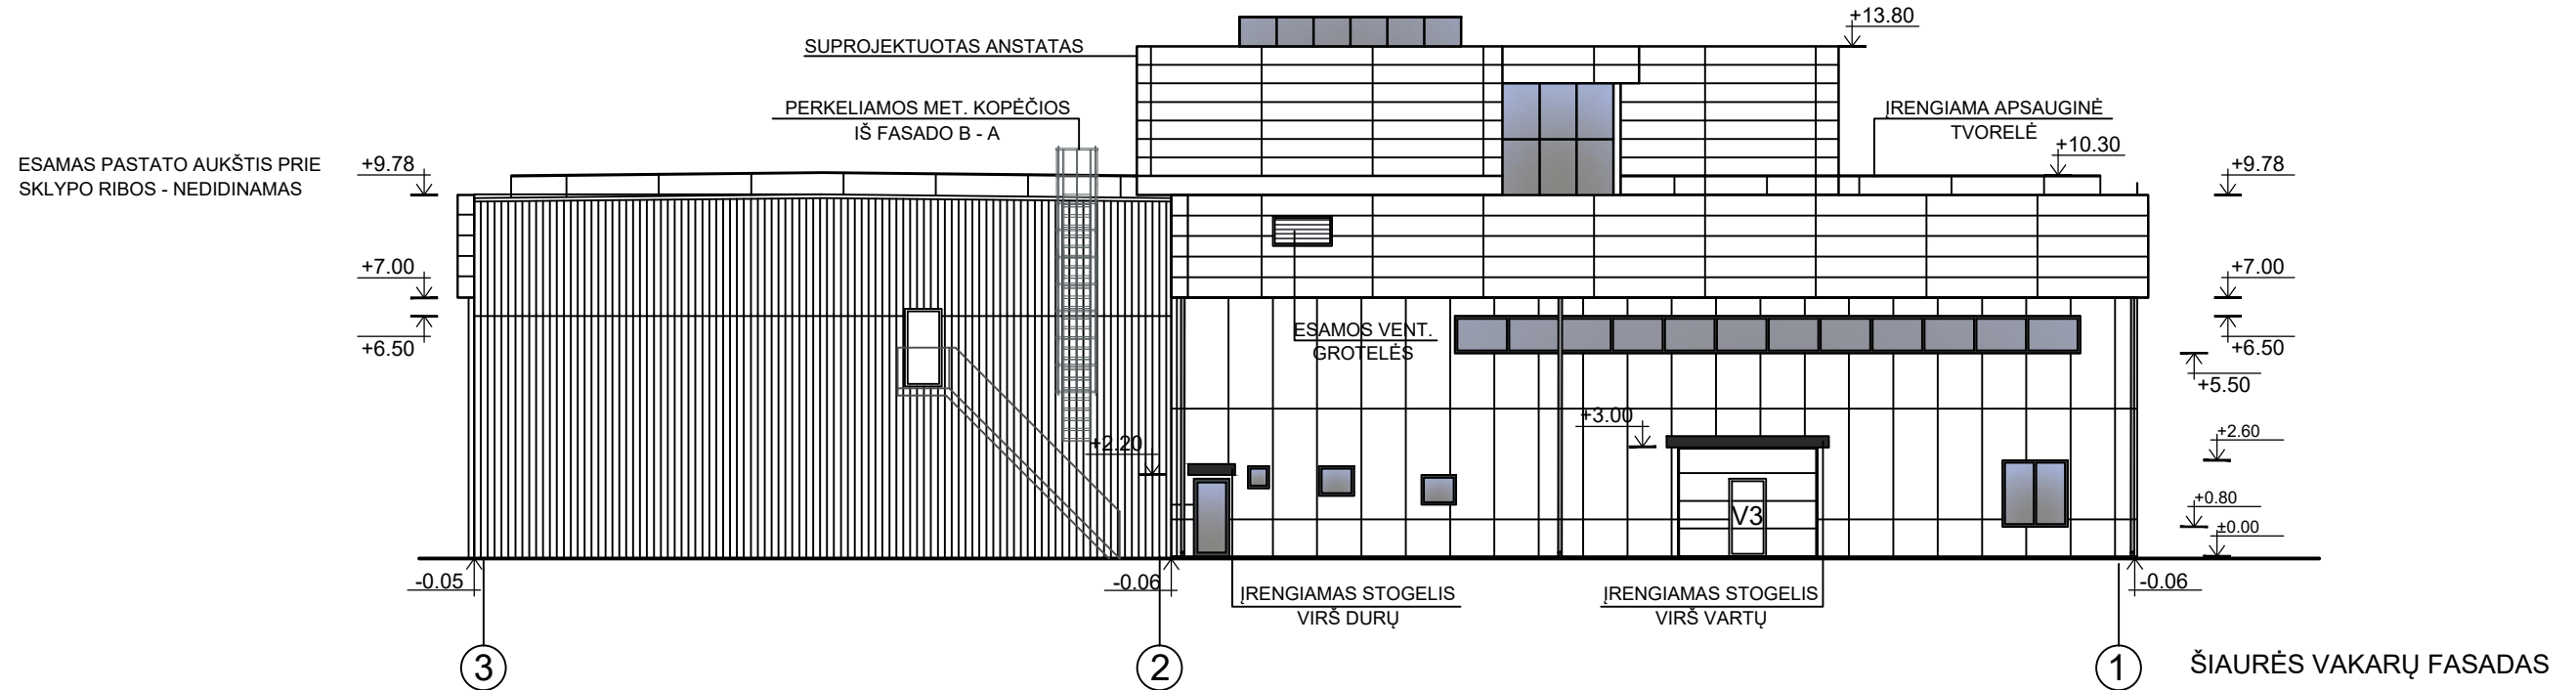 +13.80
SUPROJEKTUOTAS ANSTATAS
PERKELIAMOS MET. KOPĖČIOS
IŠ FASADO B - A
ĮRENGIAMA APSAUGINĖ
TVORELĖ
+10.30
ESAMAS PASTATO AUKŠTIS PRIE
SKLYPO RIBOS - NEDIDINAMAS
+9.78
+9.78
+7.00
+7.00
+6.50
+6.50
ESAMOS VENT.
GROTELĖS
+5.50
+3.00
+2.20
+2.60
+0.80
V3
±0.00
-0.05
-0.06
-0.06
ĮRENGIAMAS STOGELIS
VIRŠ DURŲ
ĮRENGIAMAS STOGELIS
VIRŠ VARTŲ
3
2
1
ŠIAURĖS VAKARŲ FASADAS